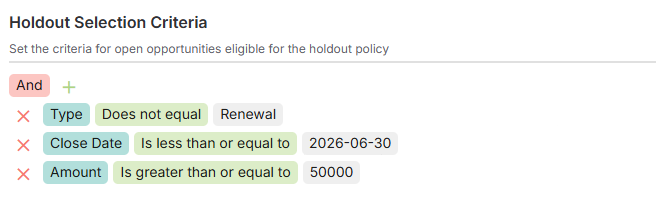 Holdout Selection Criteria
Set the criteria for open opportunities eligible for the holdout policy
And +
× Type Does not equal Renewal
× Close Date Is less than or equal to 2026-06-30
× Amount Is greater than or equal to 50000